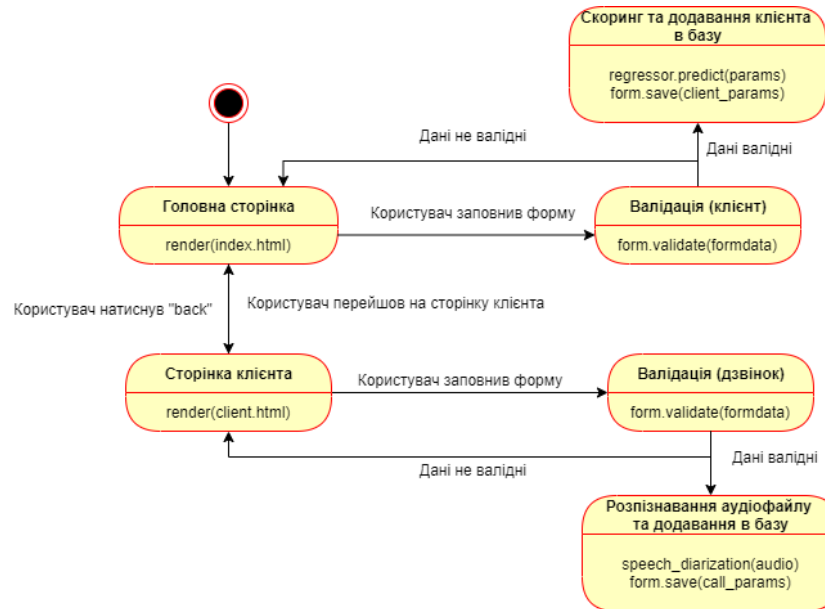 Скоринг та додавання клієнта
в базу
regressor.predict(params)
form.save(client_params)
Дані не валідні
Дані валідні
Головна сторінка
render(index.html)
Користувач заповнив форму
Валідація (клієнт)
form.validate(formdata)
Користувач натиснув "back"
Користувач перейшов на сторінку клієнта
Сторінка клієнта
render(client.html)
Користувач заповнив форму
Валідація (дзвінок)
form.validate(formdata)
Дані не валідні
Дані валідні
Розпізнавання аудіофайлу
та додавання в базу
speech_diarization(audio)
form.save(call_params)